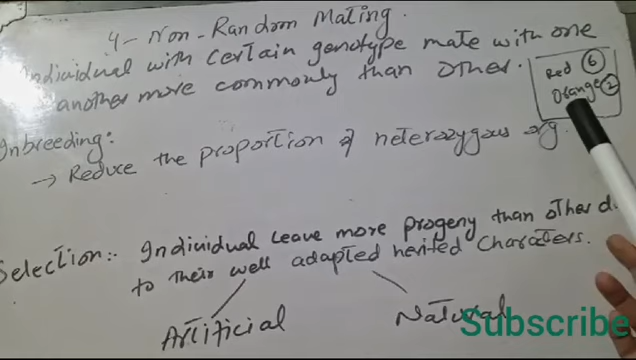 4- Non-Random Mating.
Individual with certain genotype mate with one
another more commonly than other.
Red 6
Orange 2
Inbreeding:
→ Reduce the proportion of heterozygous org.
Selection:- Individual leave more progeny than other d
to their well adapted herited Characters.
Artificial Natural
Subscribe